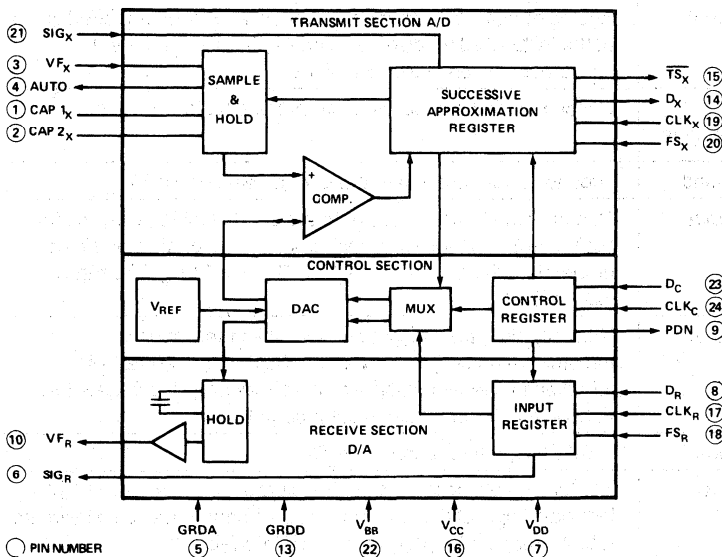 TRANSMIT SECTION A/D
21 SIGX
3 VFX
4 AUTO
1 CAP 1X
2 CAP 2X
SAMPLE
&
HOLD
SUCCESSIVE
APPROXIMATION
REGISTER
TSX 15
DX 14
CLKX 19
FSX 20
+
COMP.
−
CONTROL SECTION
VREF
DAC
MUX
CONTROL
REGISTER
DC 23
CLKC 24
PDN 9
HOLD
10 VFR
6 SIGR
RECEIVE SECTION
D/A
INPUT
REGISTER
DR 8
CLKR 17
FSR 18
GRDA
5
GRDD
13
VBB
22
VCC
16
VDD
7
PIN NUMBER